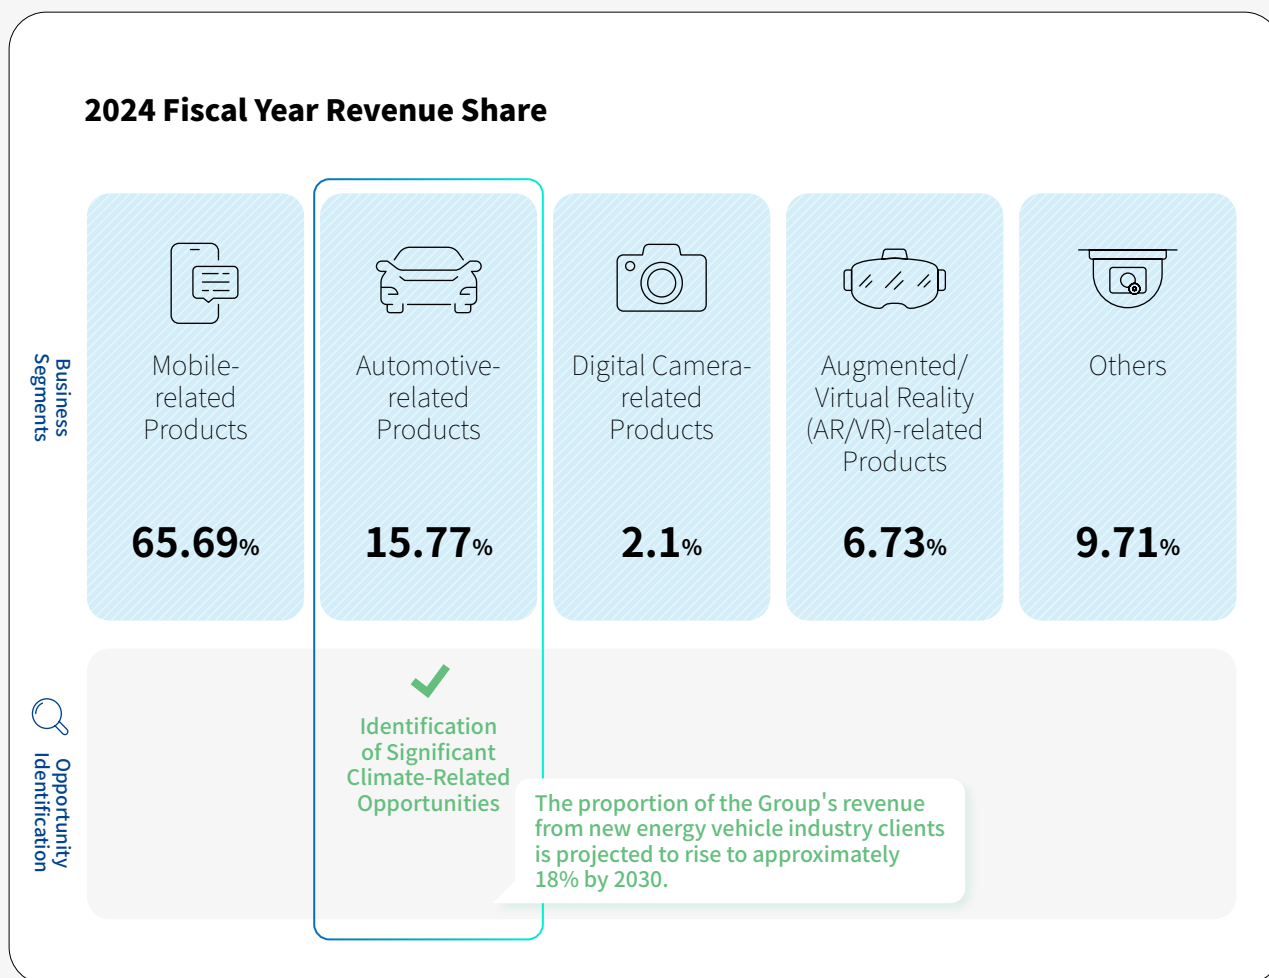 2024 Fiscal Year Revenue Share
Business
Segments
Mobile-
related
Products
65.69%
Automotive-
related
Products
15.77%
Digital Camera-
related
Products
2.1%
Augmented/
Virtual Reality
(AR/VR)-related
Products
6.73%
Others
9.71%
Opportunity
Identification
Identification
of Significant
Climate-Related
Opportunities
The proportion of the Group's revenue
from new energy vehicle industry clients
is projected to rise to approximately
18% by 2030.